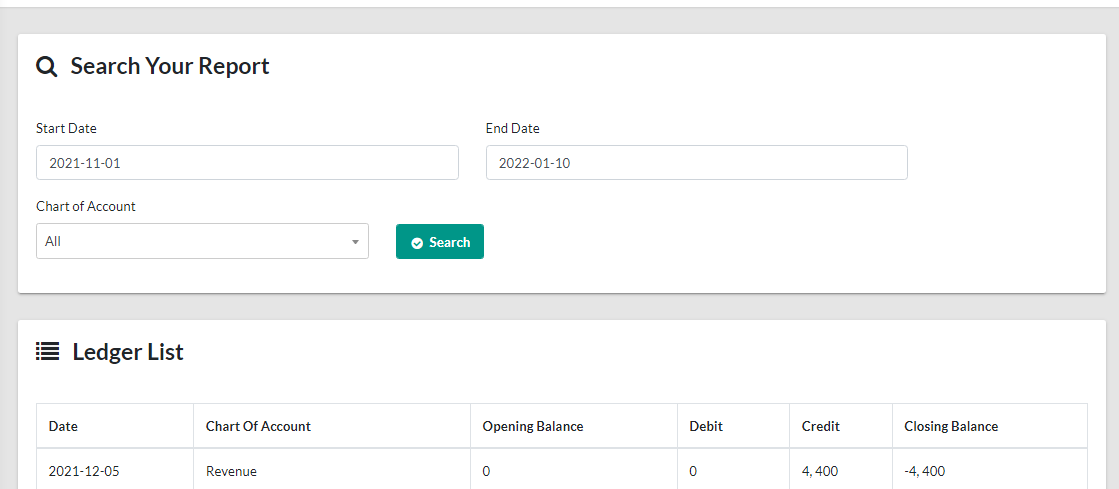 Search Your Report
Start Date End Date
2021-11-01 2022-01-10
Chart of Account
All Search
Ledger List
Date Chart Of Account Opening Balance Debit Credit Closing Balance
2021-12-05 Revenue 0 0 4, 400 -4, 400